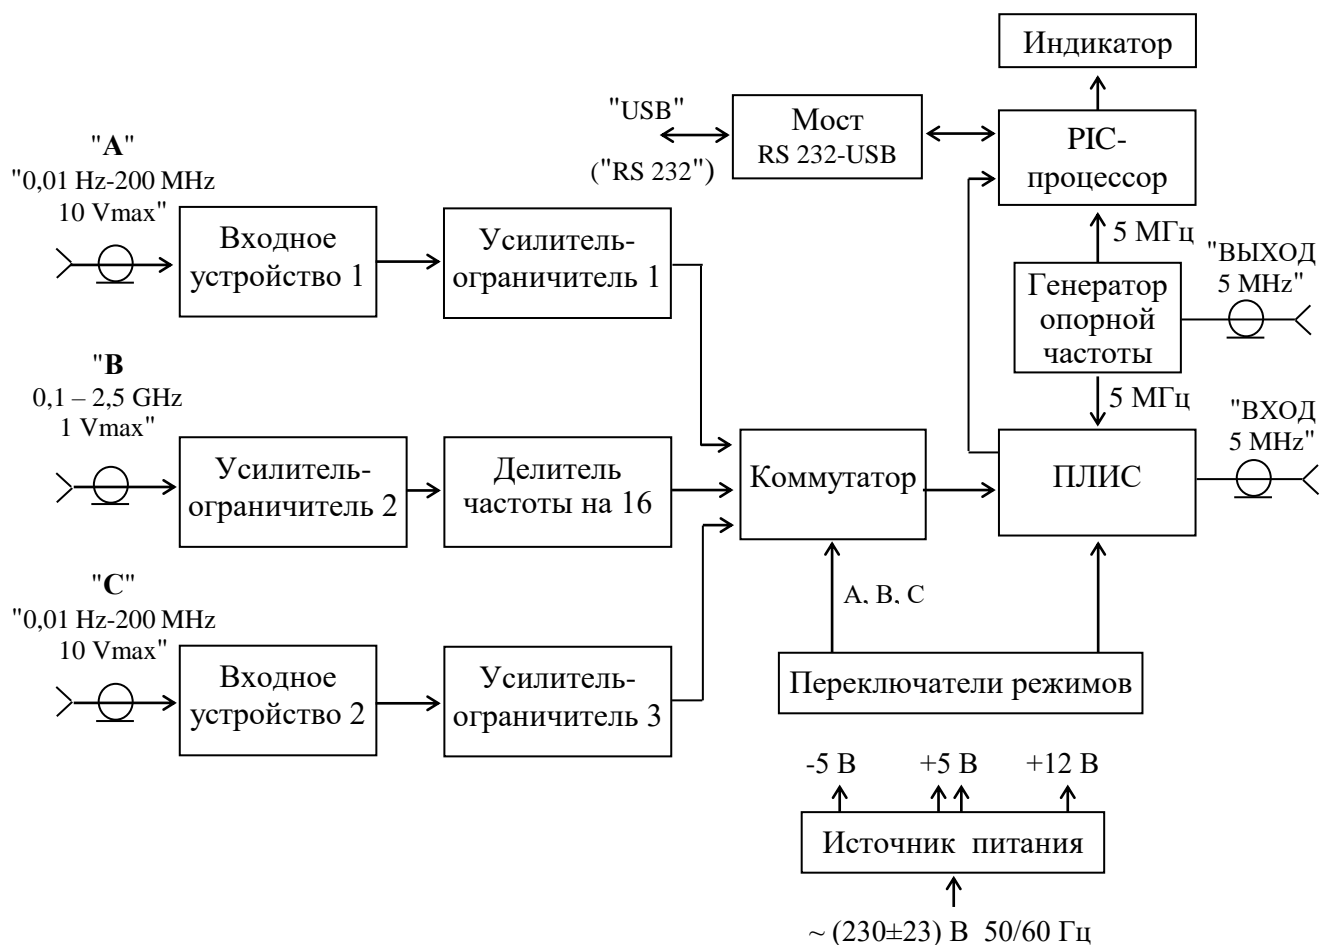 Индикатор
"USB"
("RS 232")
Мост
RS 232-USB
PIC-
процессор
"A"
"0,01 Hz-200 MHz
10 Vmax"
Входное
устройство 1
Усилитель-
ограничитель 1
5 МГц
Генератор
опорной
частоты
"ВЫХОД
5 MHz"
5 МГц
"B
0,1 – 2,5 GHz
1 Vmax"
Усилитель-
ограничитель 2
Делитель
частоты на 16
Коммутатор
ПЛИС
"ВХОД
5 MHz"
"C"
"0,01 Hz-200 MHz
10 Vmax"
Входное
устройство 2
Усилитель-
ограничитель 3
А, В, С
Переключатели режимов
-5 В
+5 В
+12 В
Источник питания
~ (230±23) В 50/60 Гц